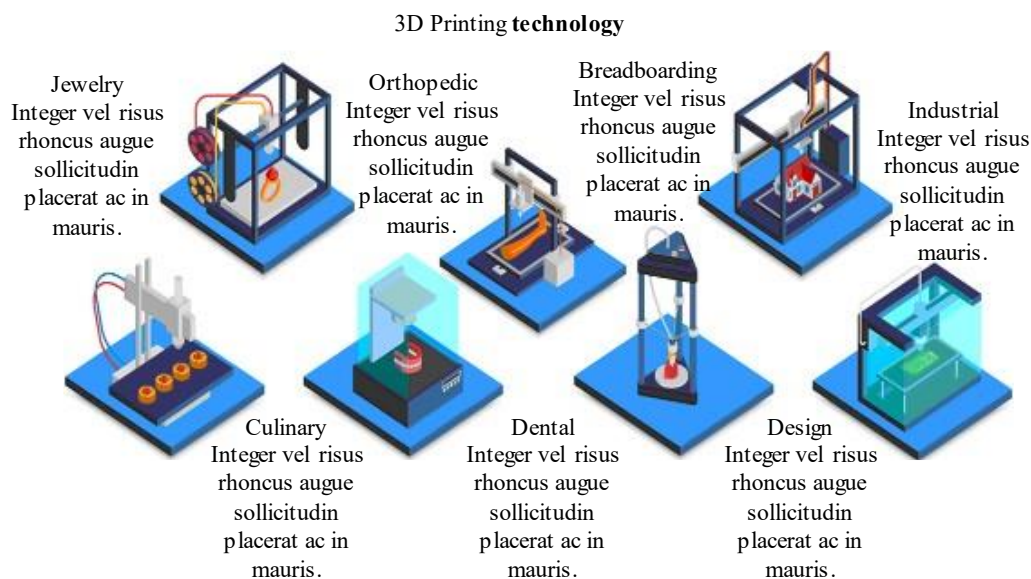 3D Printing technology
Jewelry
Integer vel risus
rhoncus augue
sollicitudin
placerat ac in
mauris.
Orthopedic
Integer vel risus
rhoncus augue
sollicitudin
placerat ac in
mauris.
Breadboarding
Integer vel risus
rhoncus augue
sollicitudin
placerat ac in
mauris.
Industrial
Integer vel risus
rhoncus augue
sollicitudin
placerat ac in
mauris.
Culinary
Integer vel risus
rhoncus augue
sollicitudin
placerat ac in
mauris.
Dental
Integer vel risus
rhoncus augue
sollicitudin
placerat ac in
mauris.
Design
Integer vel risus
rhoncus augue
sollicitudin
placerat ac in
mauris.